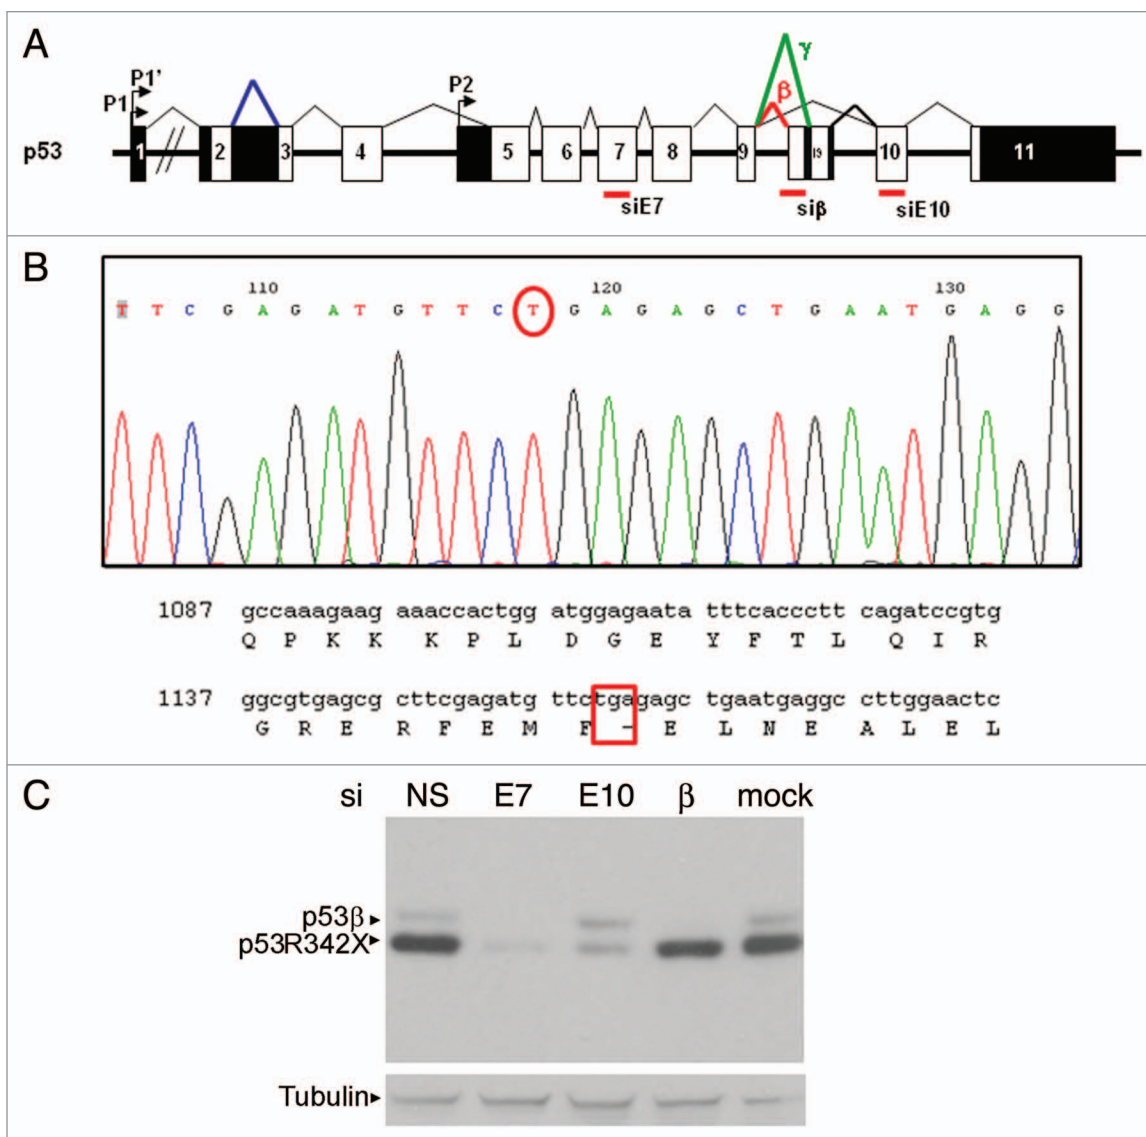 A
P1'
P1
P2
γ
β
p53
1 2 3 4 5 6 7 8 9 i9 10 11
siE7 siβ siE10
B
110 120 130
T T C G A G A T G T T C T G A G A G C T G A A T G A G G
1087 gccaaagaag aaaccactgg atggagaata tttcaccctt cagatccgtg
Q P K K K P L D G E Y F T L Q I R
1137 ggcgtgagcg cttcgagatg ttctgagagc tgaatgaggc cttggaactc
G R E R F E M F - E L N E A L E L
C
si NS E7 E10 β mock
p53β
p53R342X
Tubulin